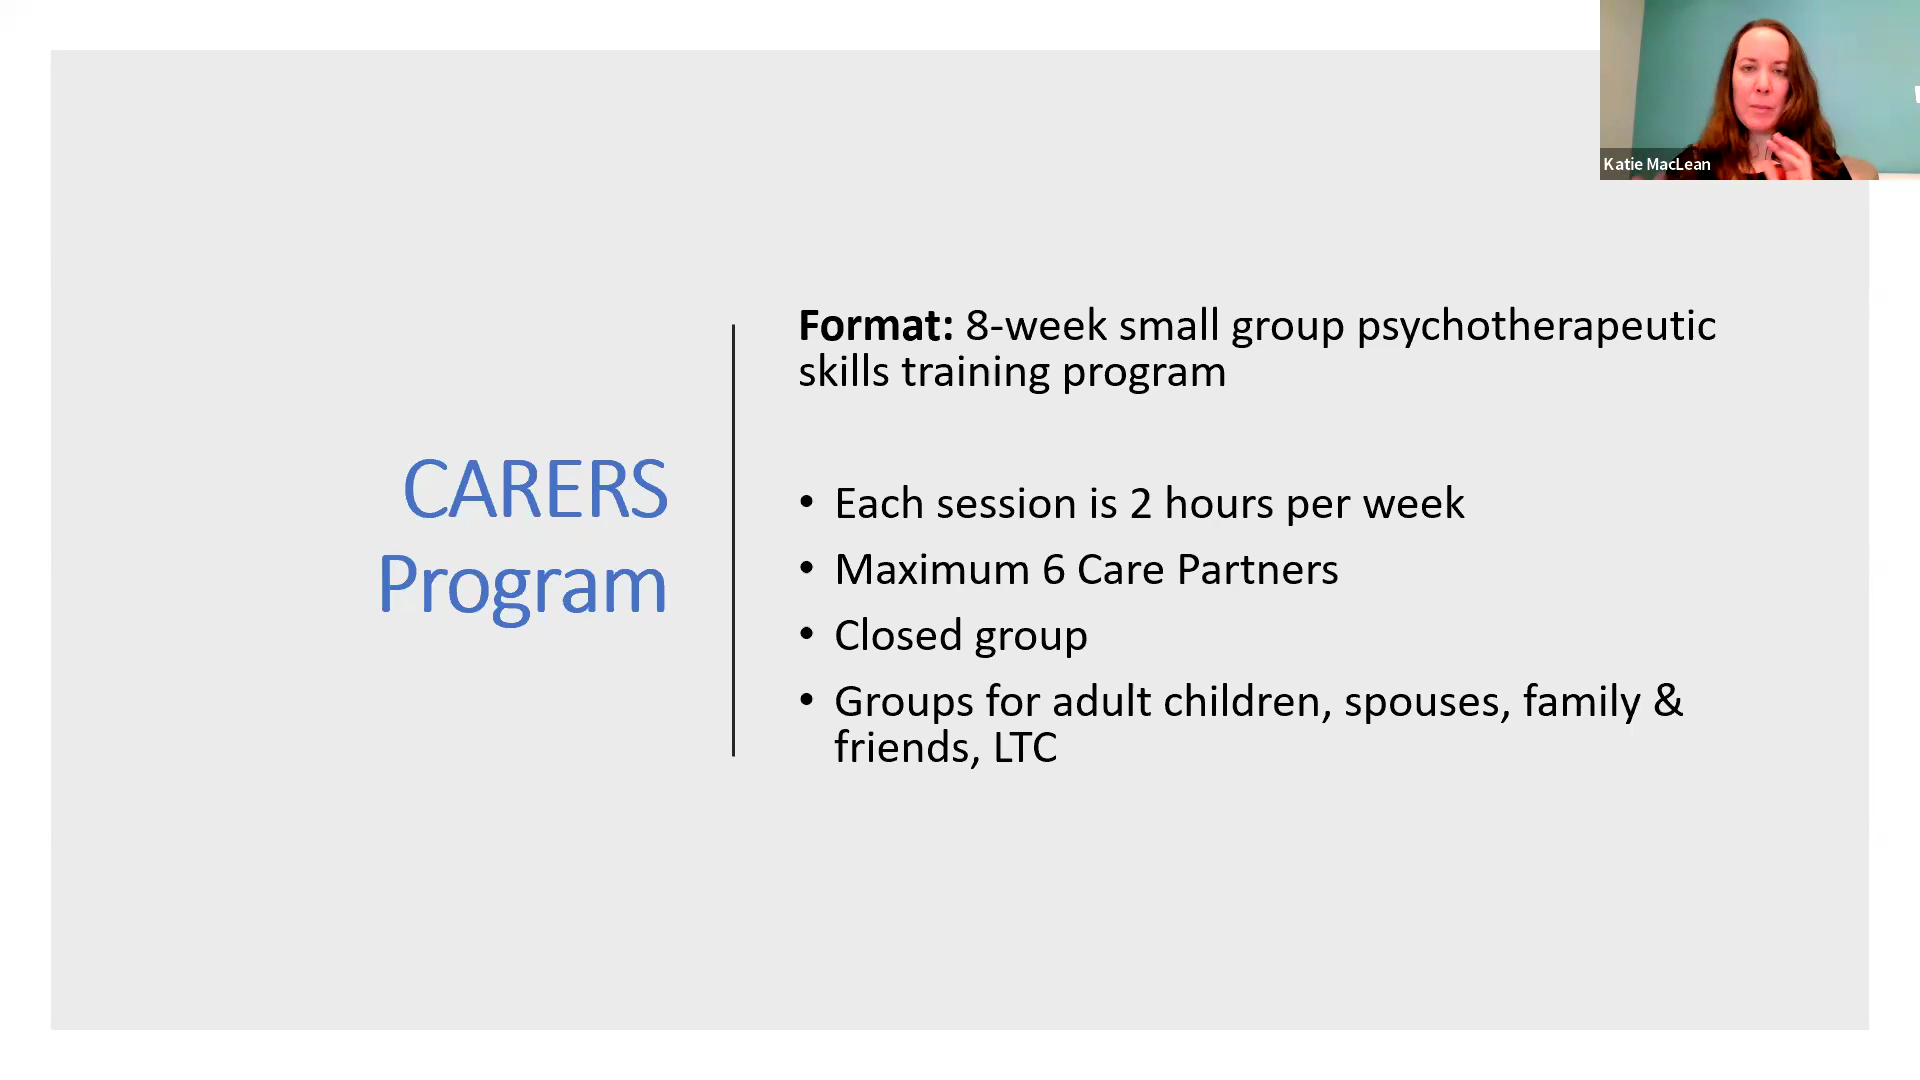 Katie MacLean
CARERS
Program
Format: 8-week small group psychotherapeutic
skills training program
• Each session is 2 hours per week
• Maximum 6 Care Partners
• Closed group
• Groups for adult children, spouses, family &
friends, LTC